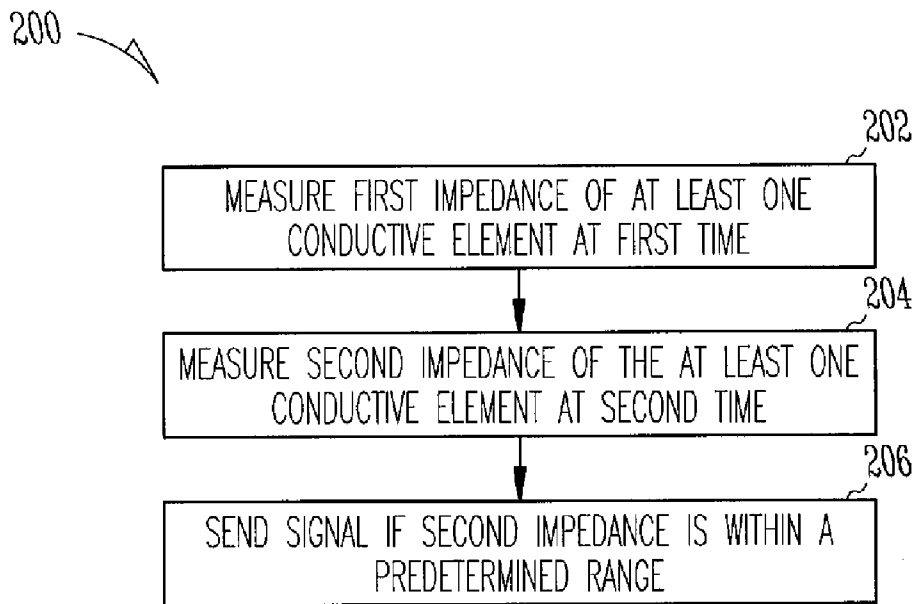 200
202
MEASURE FIRST IMPEDANCE OF AT LEAST ONE
CONDUCTIVE ELEMENT AT FIRST TIME
204
MEASURE SECOND IMPEDANCE OF THE AT LEAST ONE
CONDUCTIVE ELEMENT AT SECOND TIME
206
SEND SIGNAL IF SECOND IMPEDANCE IS WITHIN A
PREDETERMINED RANGE